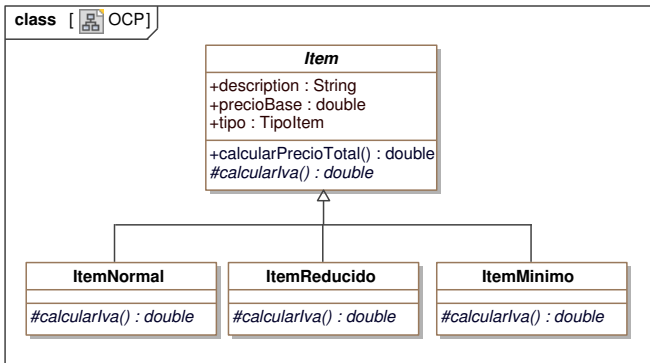 class [ OCP]
Item
+description : String
+precioBase : double
+tipo : TipoItem
+calcularPrecioTotal() : double
#calcularIva() : double
ItemNormal
#calcularIva() : double
ItemReducido
#calcularIva() : double
ItemMinimo
#calcularIva() : double